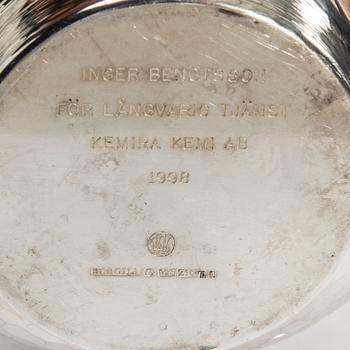 INGER BENGTSSON
FÖR LÅNGVARIG TJÄNST
KEMIRA KEMI AB
1998